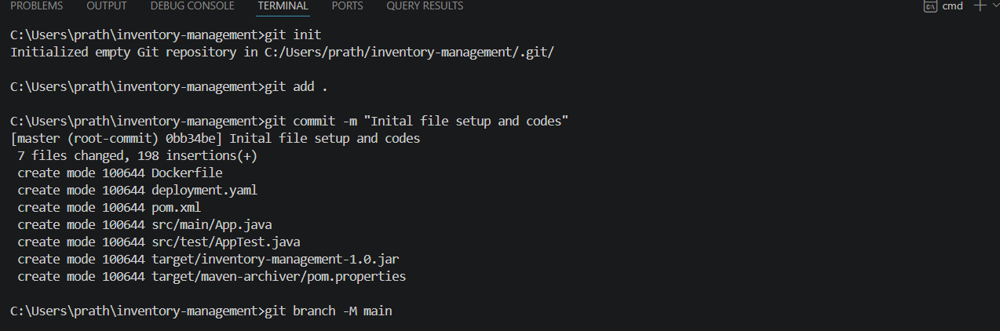 PROBLEMS OUTPUT DEBUG CONSOLE TERMINAL PORTS QUERY RESULTS cmd
C:\Users\prath\inventory-management>git init
Initialized empty Git repository in C:/Users/prath/inventory-management/.git/
C:\Users\prath\inventory-management>git add .
C:\Users\prath\inventory-management>git commit -m "Inital file setup and codes"
[master (root-commit) 0bb34be] Inital file setup and codes
7 files changed, 198 insertions(+)
create mode 100644 Dockerfile
create mode 100644 deployment.yaml
create mode 100644 pom.xml
create mode 100644 src/main/App.java
create mode 100644 src/test/AppTest.java
create mode 100644 target/inventory-management-1.0.jar
create mode 100644 target/maven-archiver/pom.properties
C:\Users\prath\inventory-management>git branch -M main